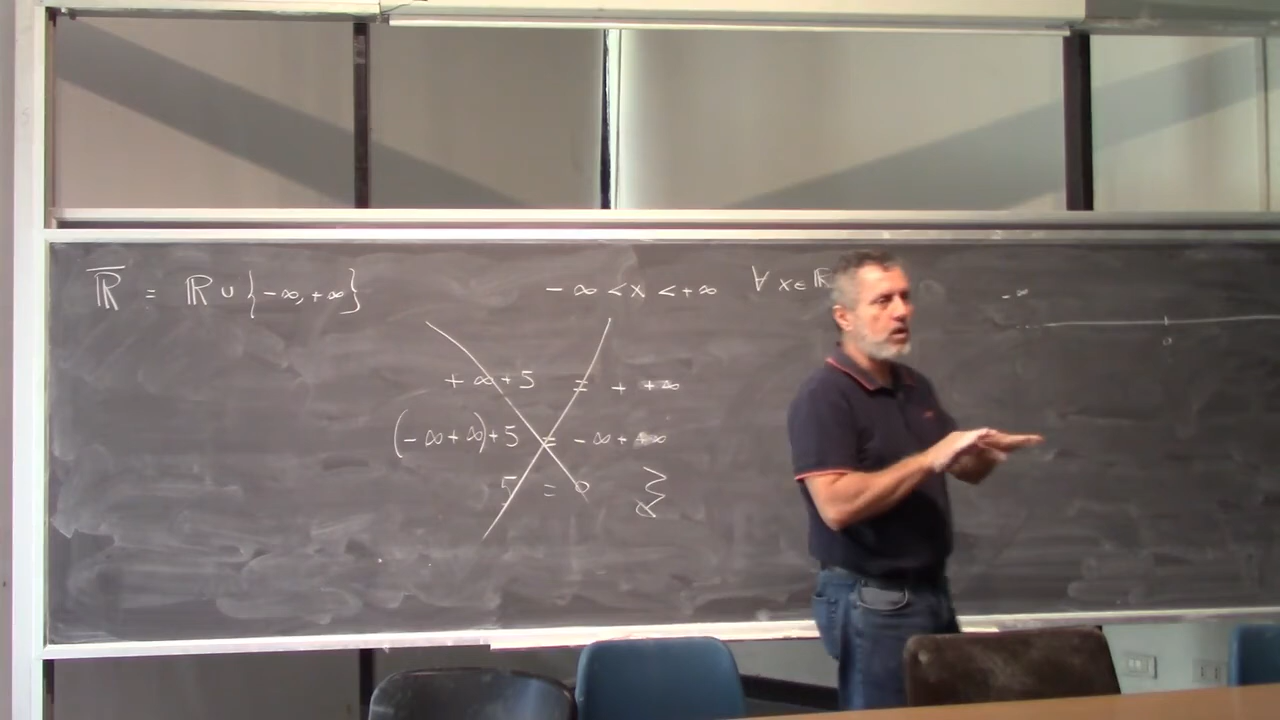 ℝ̅ = ℝ ∪ {-∞, +∞}
-∞ < x < +∞ ∀ x ∈ ℝ
+∞ + 5 = + +∞
(-∞ + ∞) + 5 = -∞ + +∞
5 = 0
-∞
0